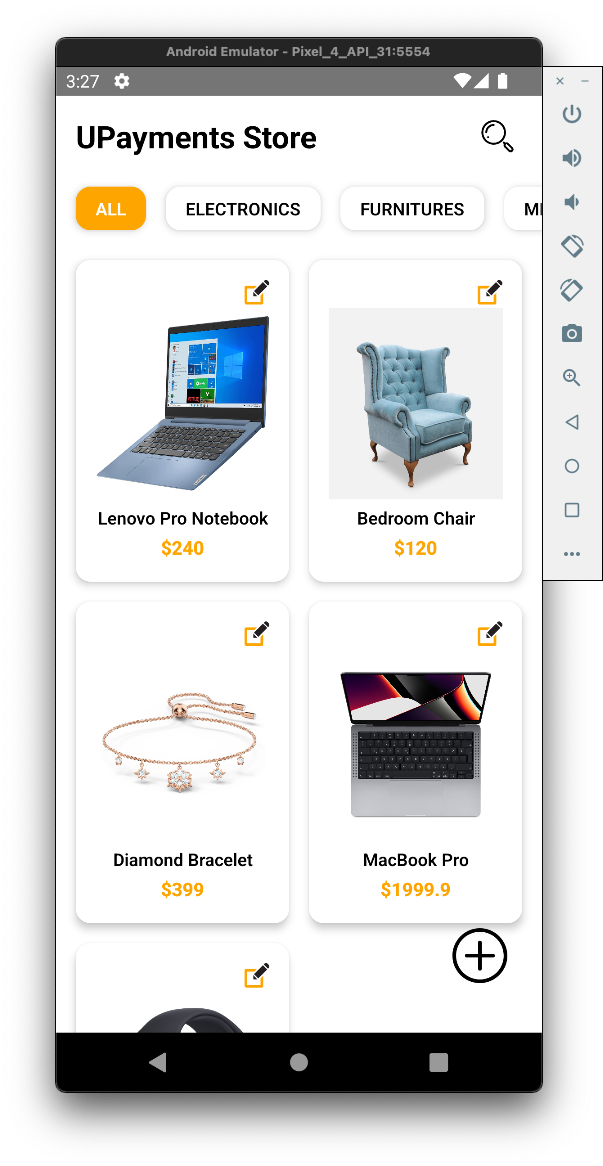 Android Emulator - Pixel_4_API_31:5554
3:27
UPayments Store
ALL
ELECTRONICS
FURNITURES
Lenovo Pro Notebook
$240
Bedroom Chair
$120
Diamond Bracelet
$399
MacBook Pro
$1999.9